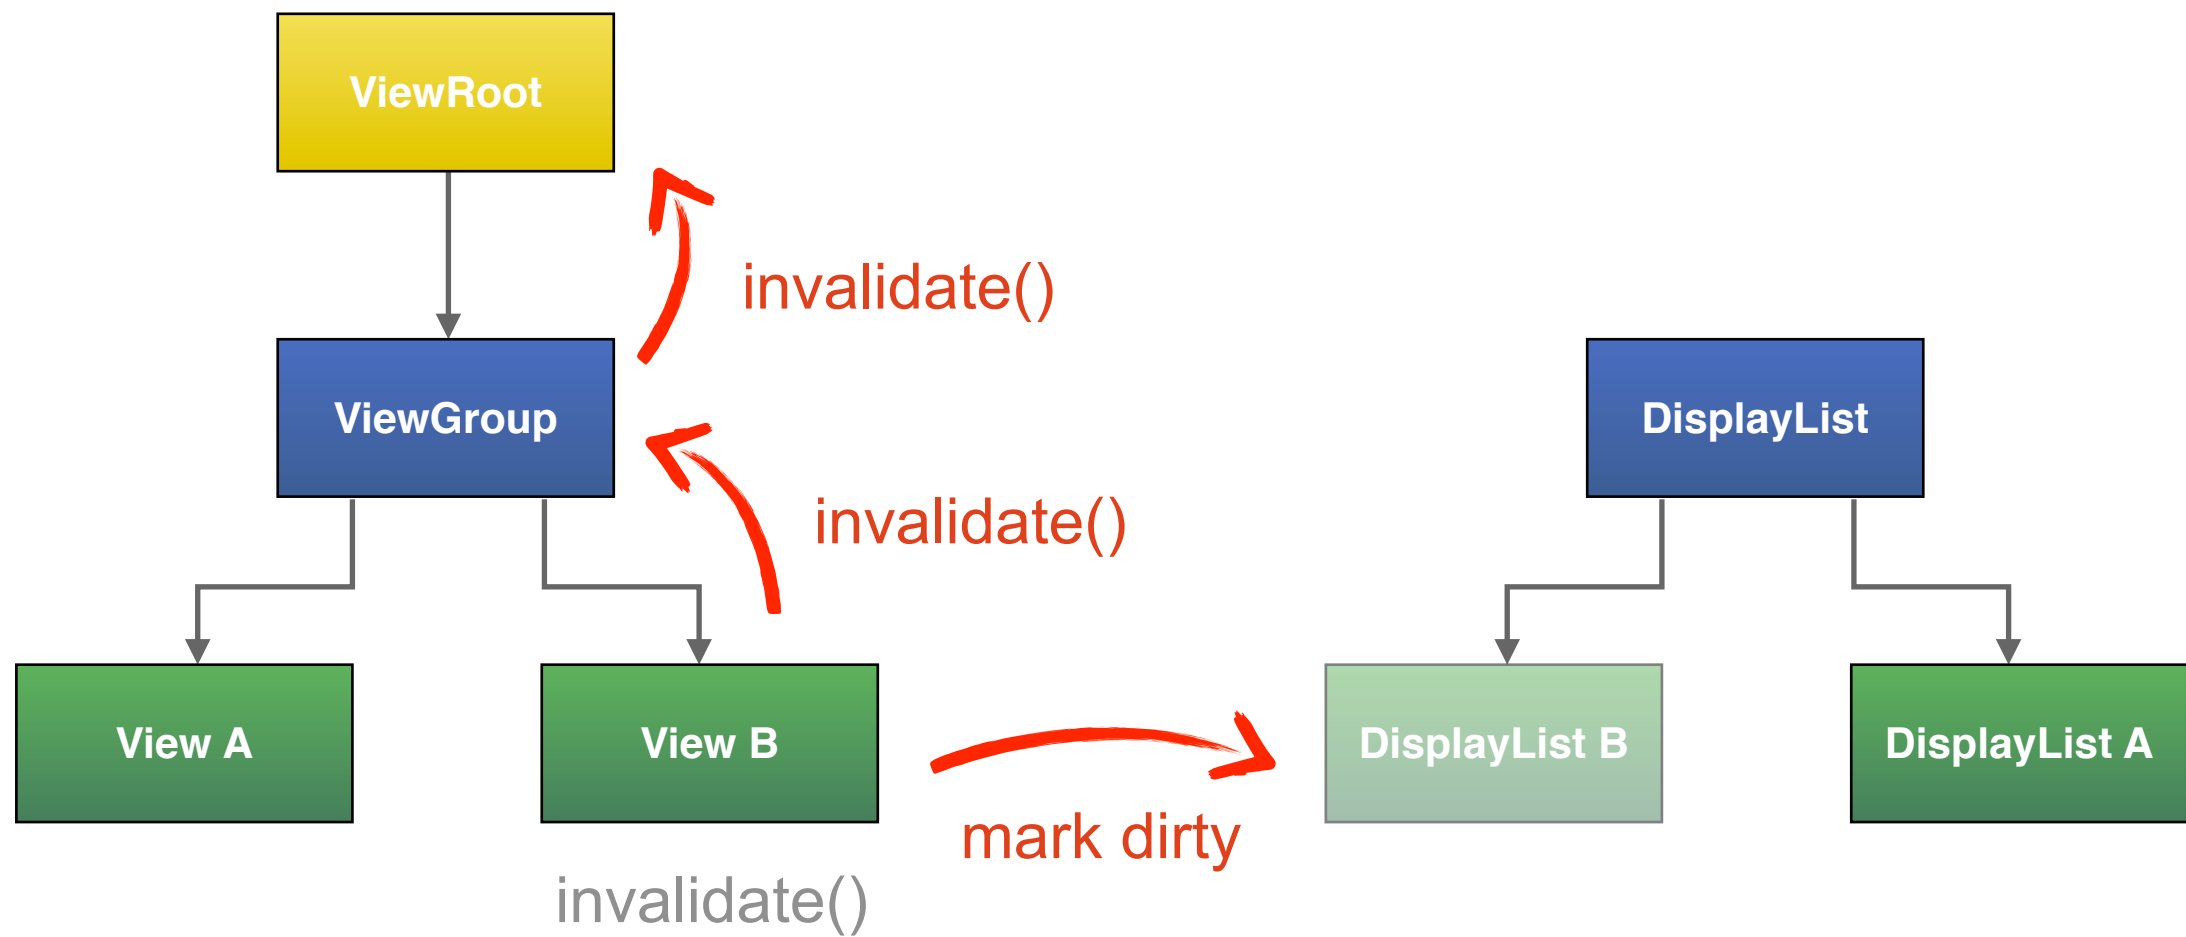 ViewRoot
invalidate()
ViewGroup
DisplayList
invalidate()
View A
View B
DisplayList B
DisplayList A
mark dirty
invalidate()